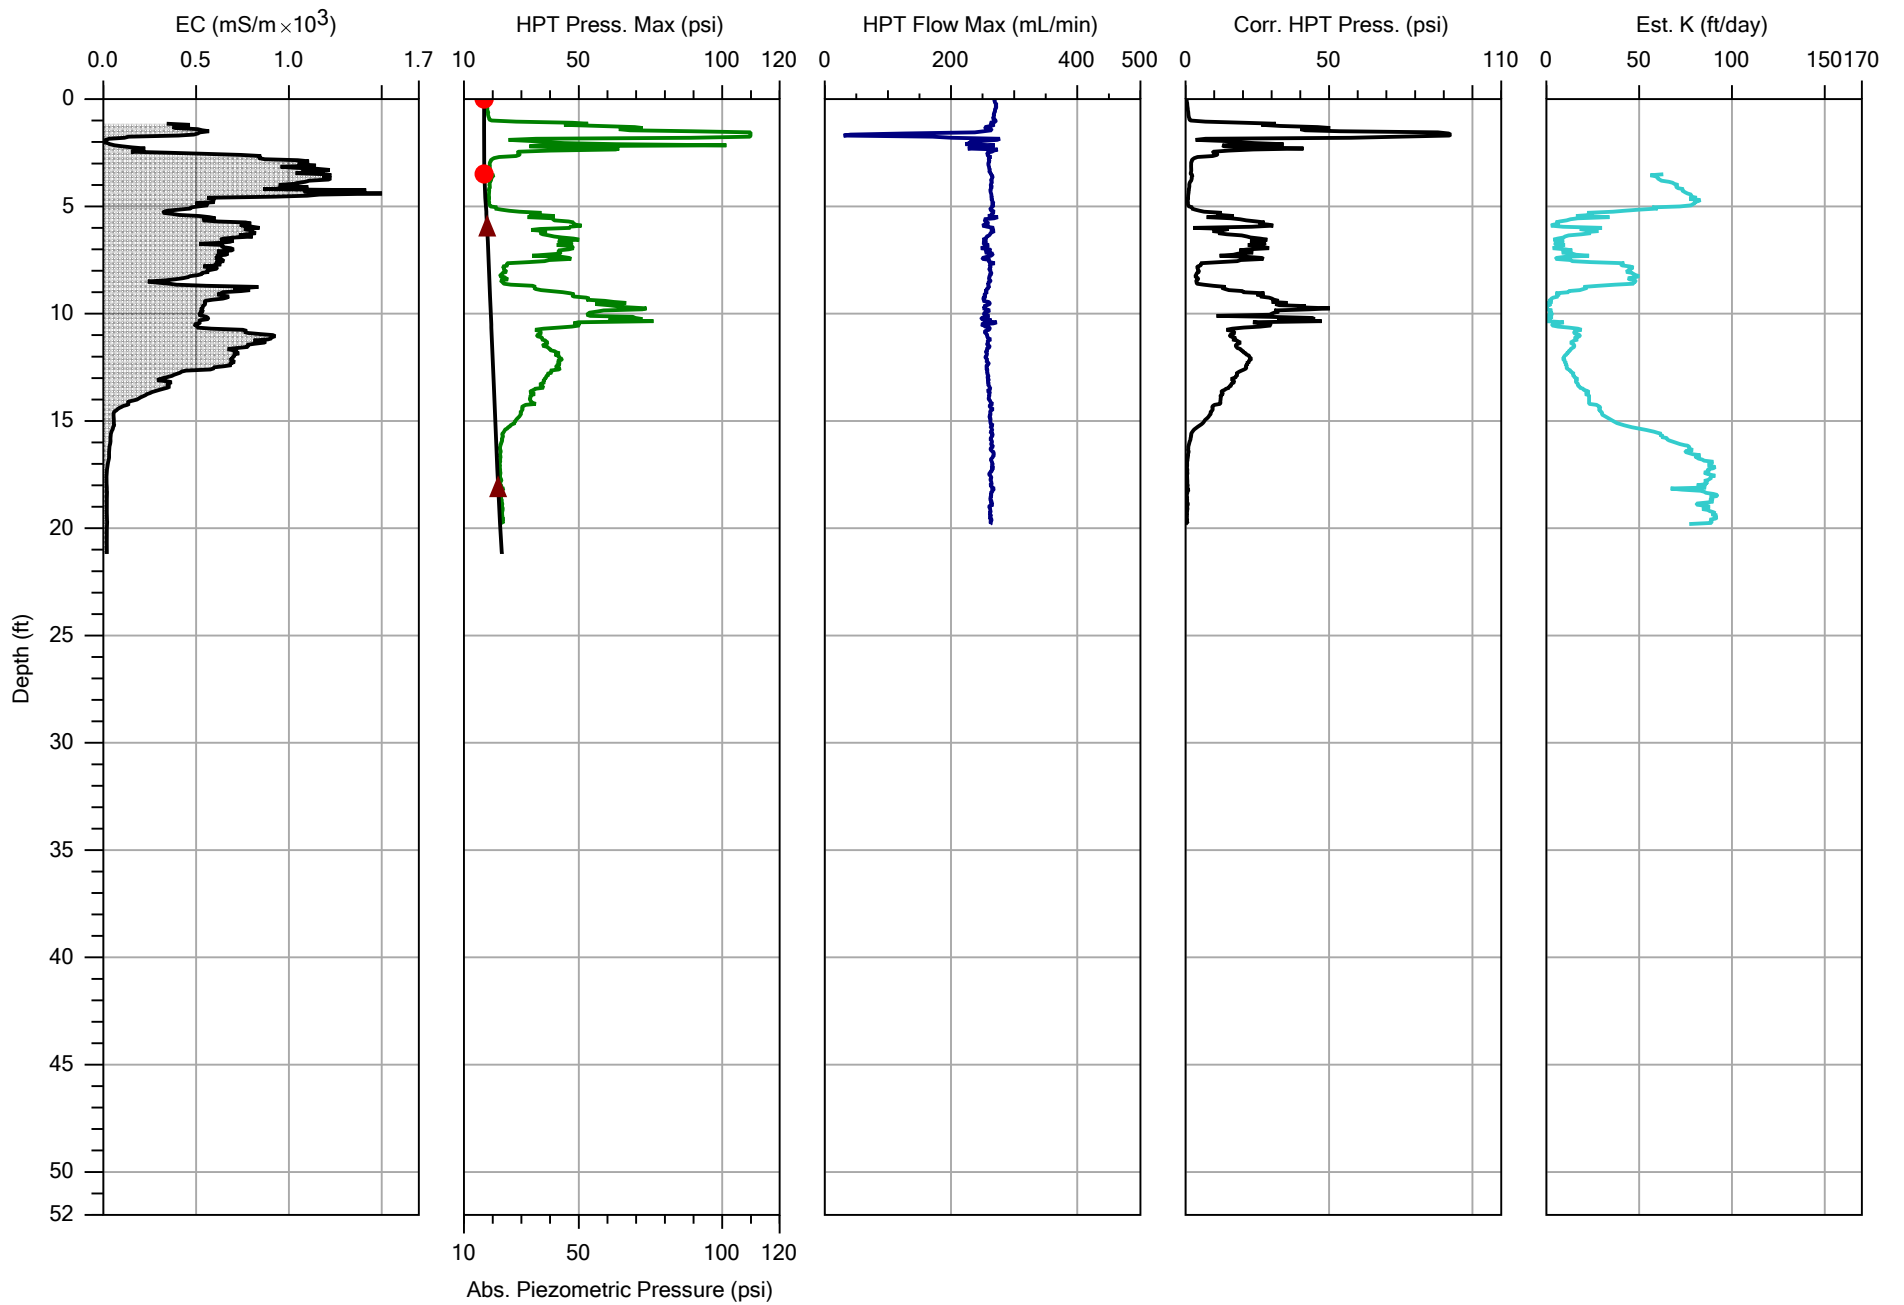 EC (mS/m ×10³) HPT Press. Max (psi) HPT Flow Max (mL/min) Corr. HPT Press. (psi) Est. K (ft/day)
0.0 0.5 1.0 1.7 10 50 100 120 0 200 400 500 0 50 110 0 50 100 150 170
0
5
10
15
20
25
Depth (ft)
30
35
40
45
50
52
10 50 100 120
Abs. Piezometric Pressure (psi)